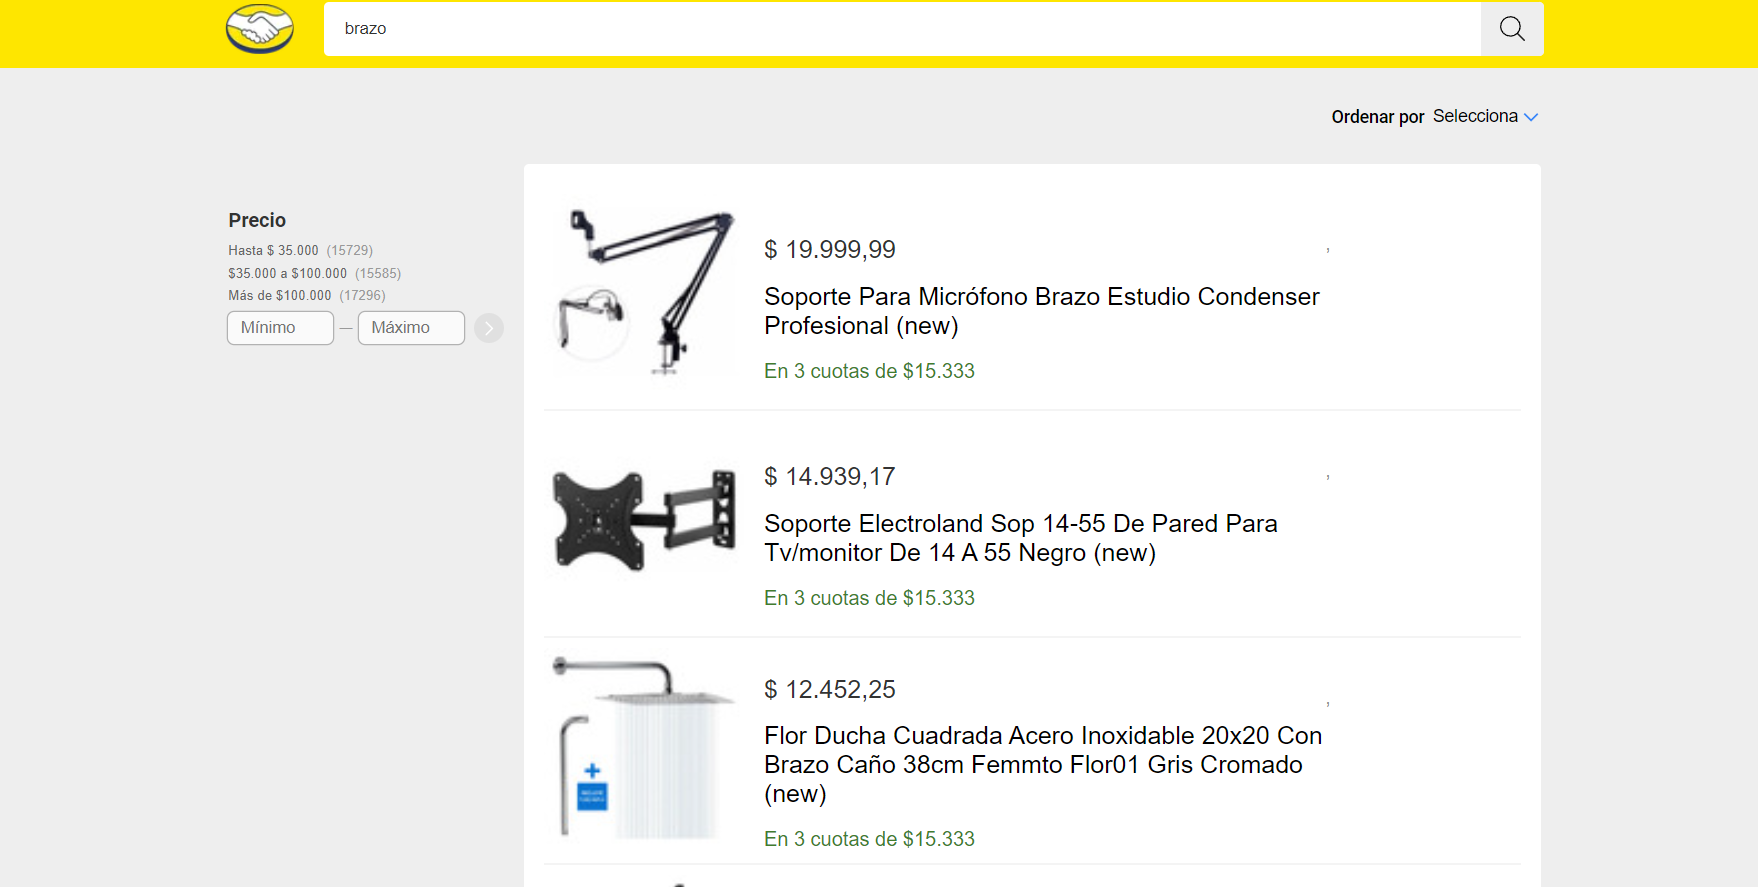 brazo
Ordenar por Selecciona
Precio
Hasta $ 35.000 (15729)
$35.000 a $100.000 (15585)
Más de $100.000 (17296)
Mínimo — Máximo
$ 19.999,99
,
Soporte Para Micrófono Brazo Estudio Condenser
Profesional (new)
En 3 cuotas de $15.333
$ 14.939,17
,
Soporte Electroland Sop 14-55 De Pared Para
Tv/monitor De 14 A 55 Negro (new)
En 3 cuotas de $15.333
$ 12.452,25
,
Flor Ducha Cuadrada Acero Inoxidable 20x20 Con
Brazo Caño 38cm Femmto Flor01 Gris Cromado
(new)
En 3 cuotas de $15.333